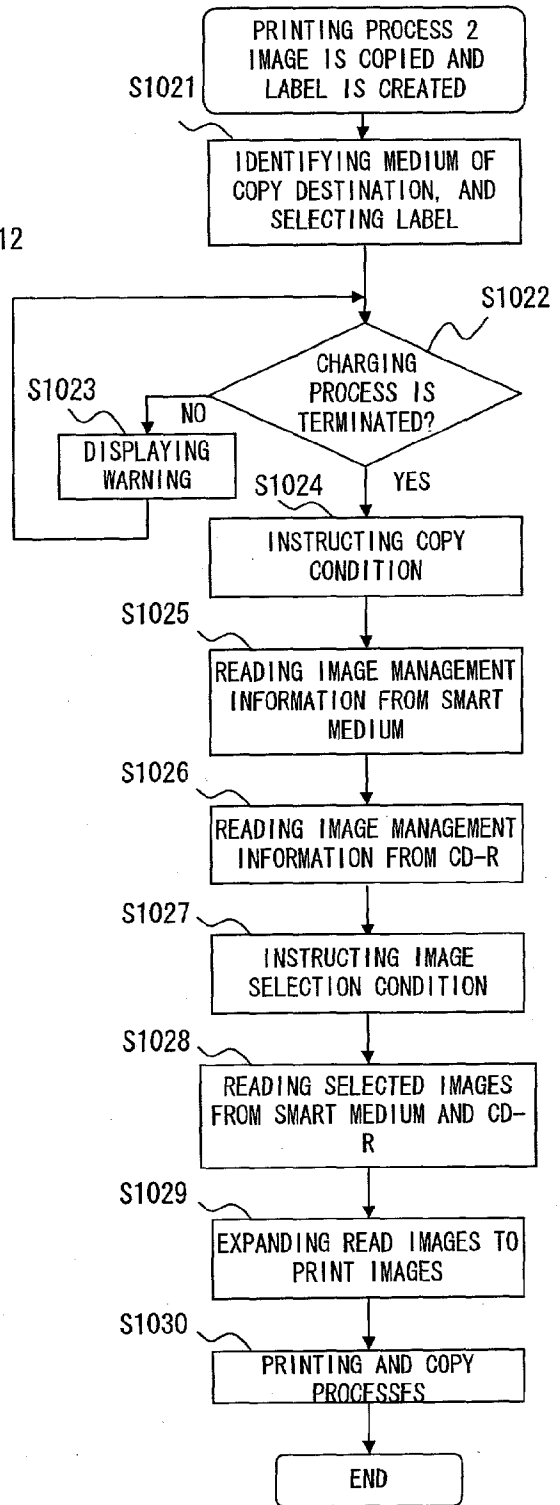 PRINTING PROCESS 2
IMAGE IS COPIED AND
LABEL IS CREATED
S1021
IDENTIFYING MEDIUM OF
COPY DESTINATION, AND
SELECTING LABEL
12
S1022
CHARGING
PROCESS IS
TERMINATED?
S1023
NO
DISPLAYING
WARNING
YES
S1024
INSTRUCTING COPY
CONDITION
S1025
READING IMAGE MANAGEMENT
INFORMATION FROM SMART
MEDIUM
S1026
READING IMAGE MANAGEMENT
INFORMATION FROM CD-R
S1027
INSTRUCTING IMAGE
SELECTION CONDITION
S1028
READING SELECTED IMAGES
FROM SMART MEDIUM AND CD-
R
S1029
EXPANDING READ IMAGES TO
PRINT IMAGES
S1030
PRINTING AND COPY
PROCESSES
END